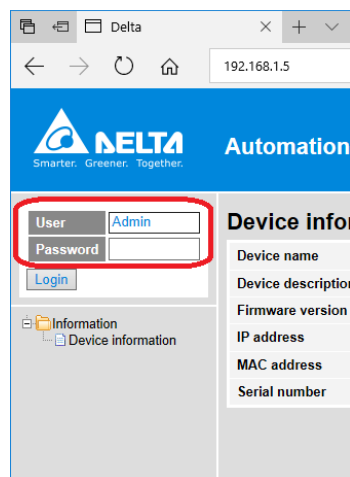 Delta
192.168.1.5
DELTA
Smarter. Greener. Together.
Automation
User Admin
Password
Login
Information
Device information
Device infor
Device name
Device description
Firmware version
IP address
MAC address
Serial number